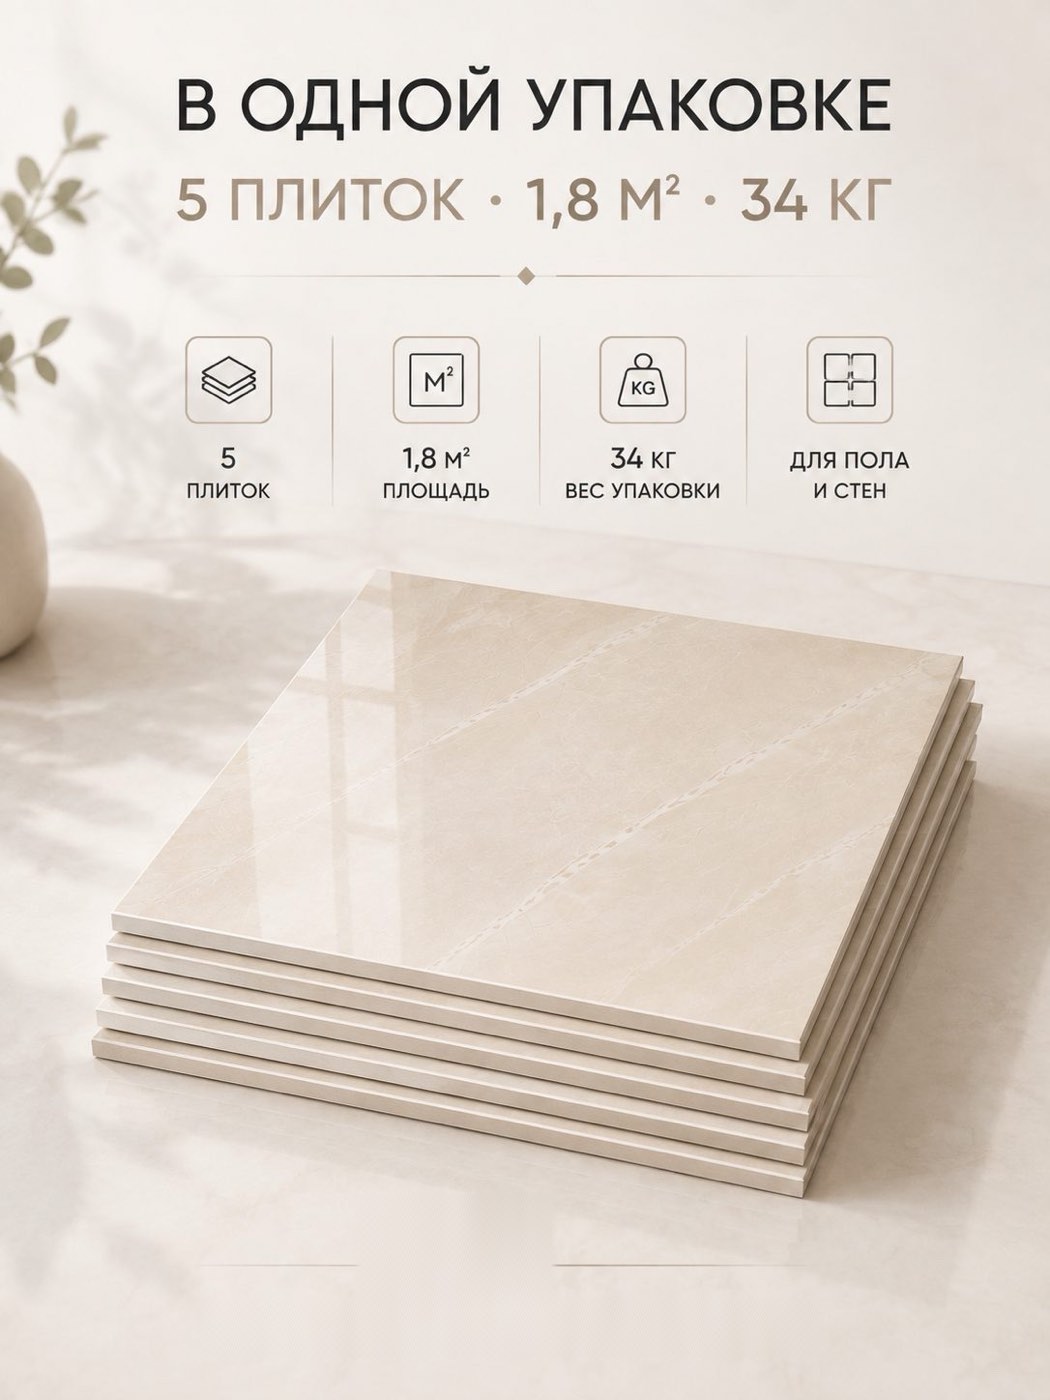 В ОДНОЙ УПАКОВКЕ
5 ПЛИТОК · 1,8 М² · 34 КГ
М²
KG
5
ПЛИТОК
1,8 М²
ПЛОЩАДЬ
34 КГ
ВЕС УПАКОВКИ
ДЛЯ ПОЛА
И СТЕН